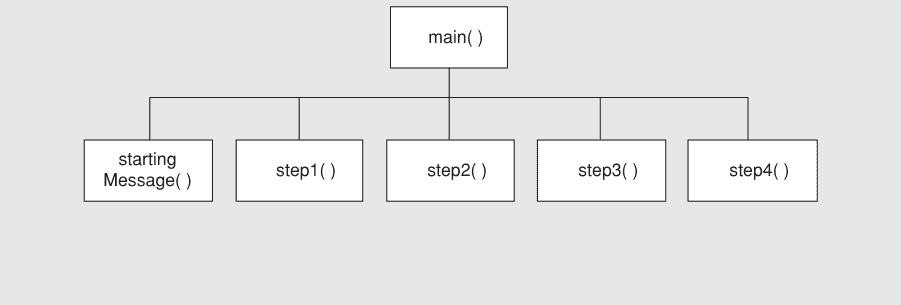 main( )
starting
Message( )
step1( )
step2( )
step3( )
step4( )